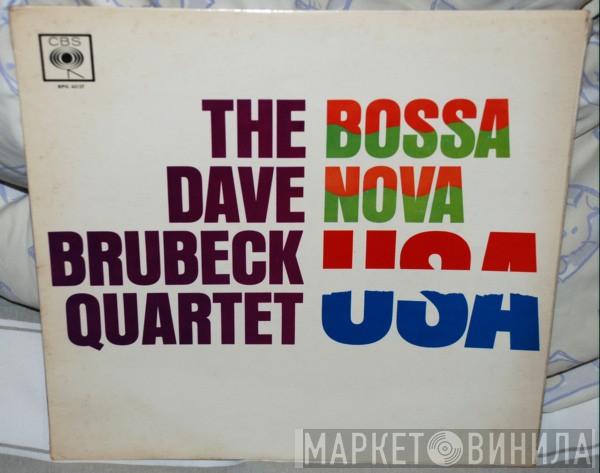 CBS
THE BOSSA
DAVE NOVA
BRUBECK USA
QUARTET
МАРКЕТ ВИНИЛА